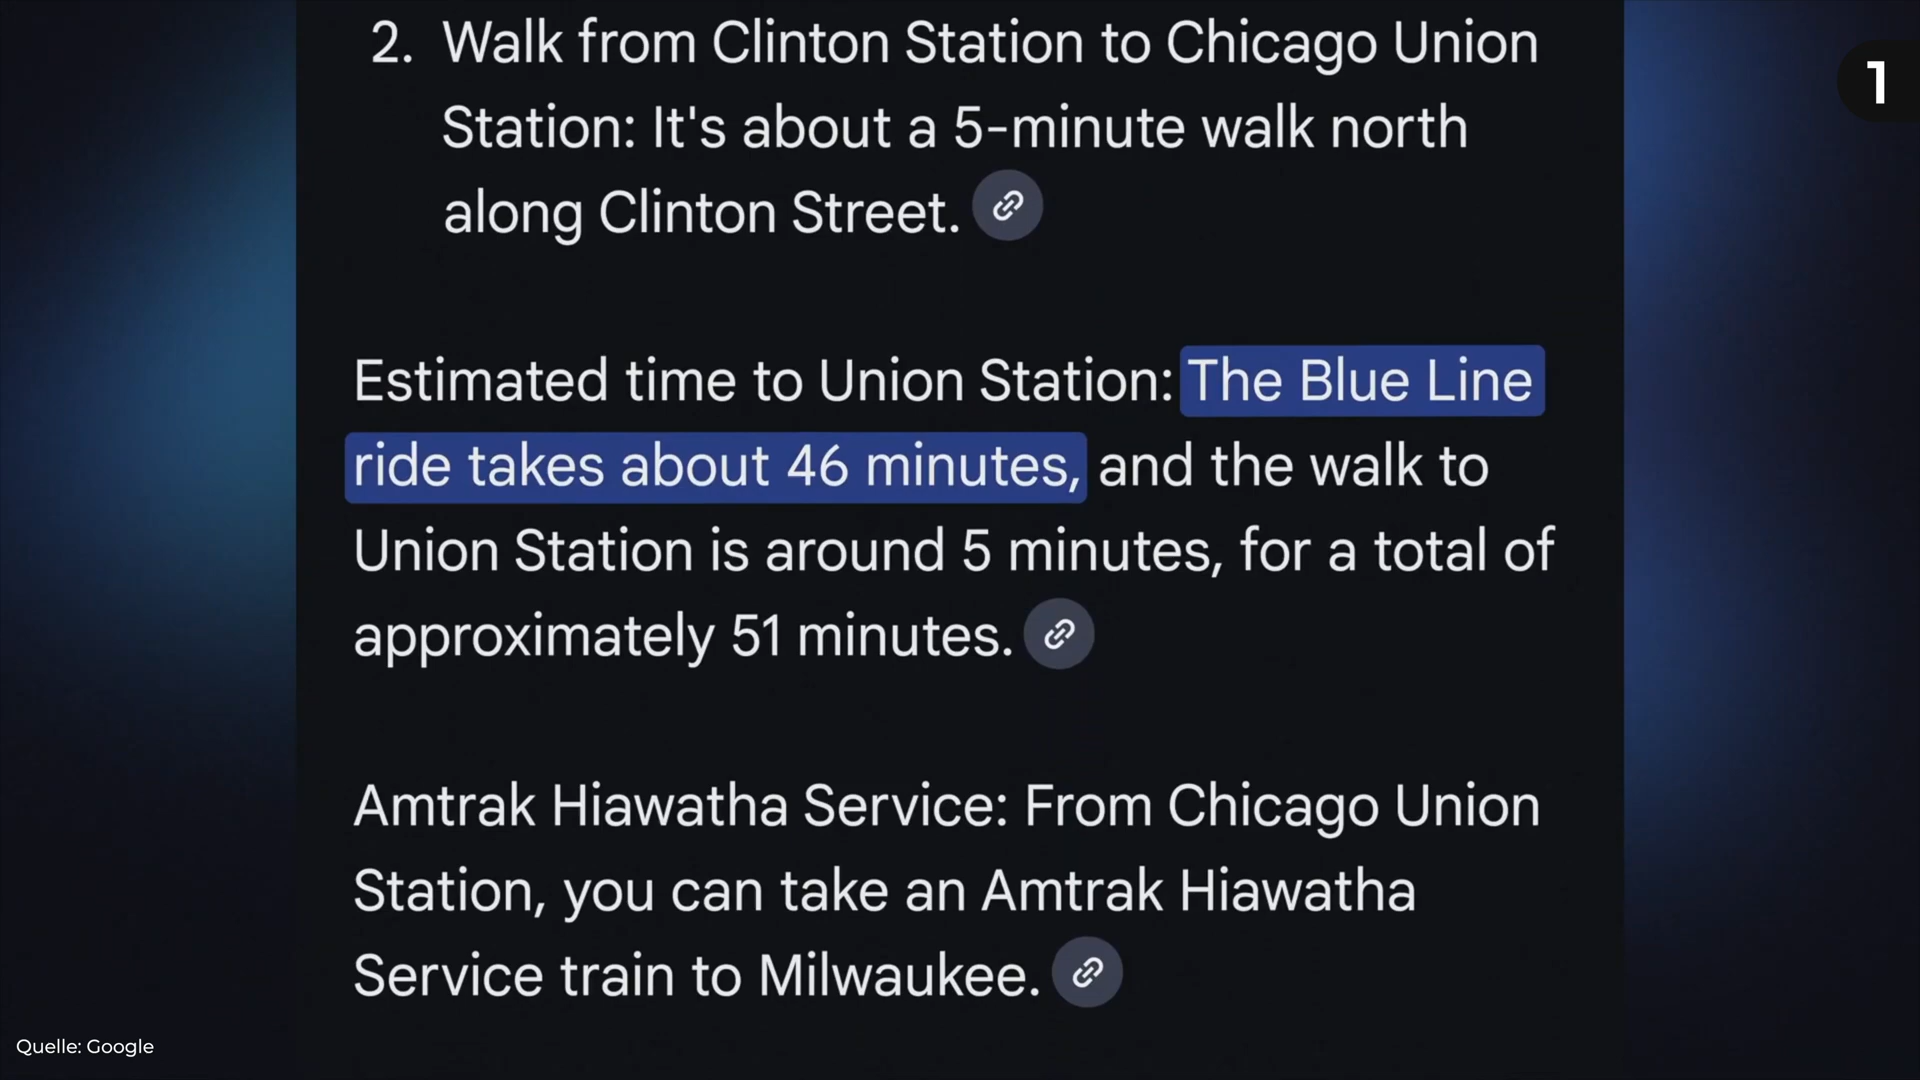 2. Walk from Clinton Station to Chicago Union
Station: It's about a 5-minute walk north
along Clinton Street.
Estimated time to Union Station: The Blue Line
ride takes about 46 minutes, and the walk to
Union Station is around 5 minutes, for a total of
approximately 51 minutes.
Amtrak Hiawatha Service: From Chicago Union
Station, you can take an Amtrak Hiawatha
Service train to Milwaukee.
1
Quelle: Google